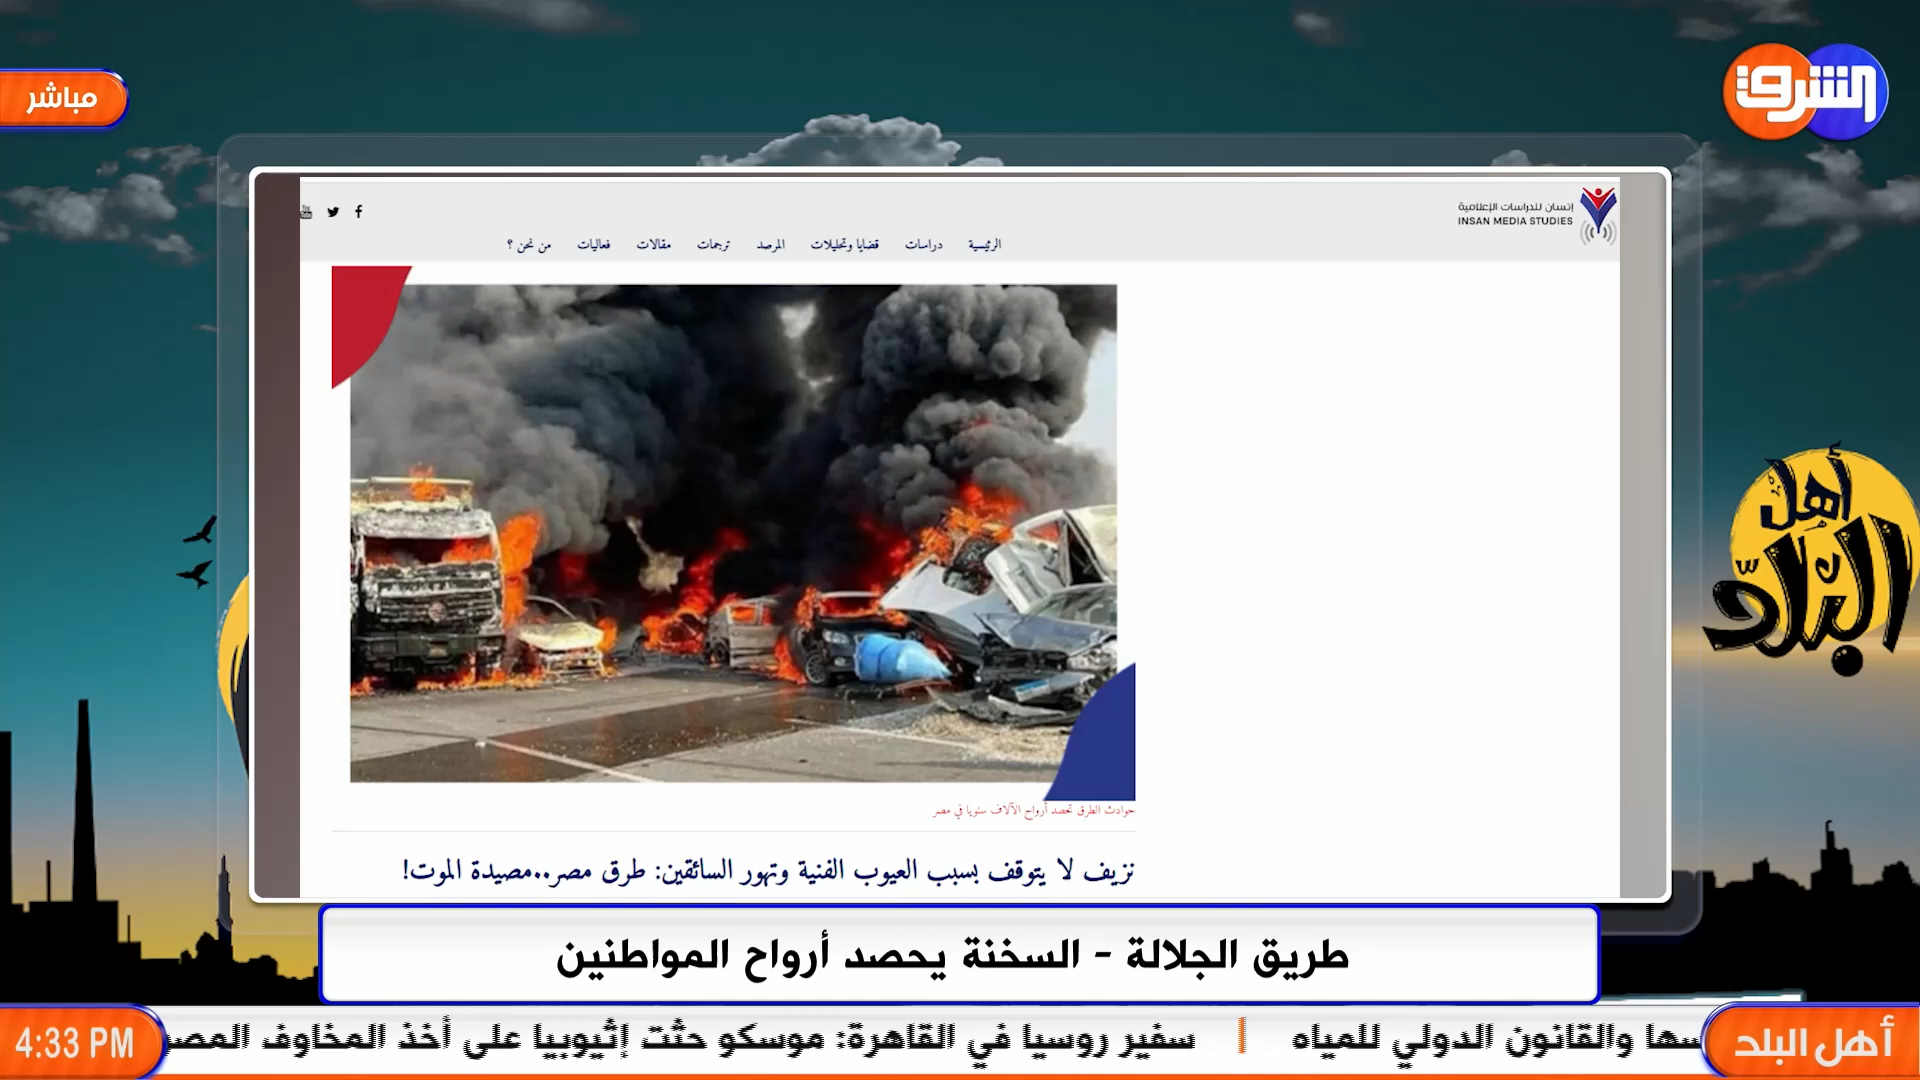 مباشر
الشرق
إنسان للدراسات الإعلامية
INSAN MEDIA STUDIES
الرئيسية دراسات قضايا وتحليلات المرصد ترجمات مقالات فعاليات من نحن ؟
حوادث الطرق تحصد أرواح الآلاف سنويا في مصر
نزيف لا يتوقف بسبب العيوب الفنية وتهور السائقين: طرق مصر..مصيدة الموت!
أهل البلد
طريق الجلالة - السخنة يحصد أرواح المواطنين
أهل البلد
سها والقانون الدولي للمياه | سفير روسيا في القاهرة: موسكو حثت إثيوبيا على أخذ المخاوف المصر
4:33 PM